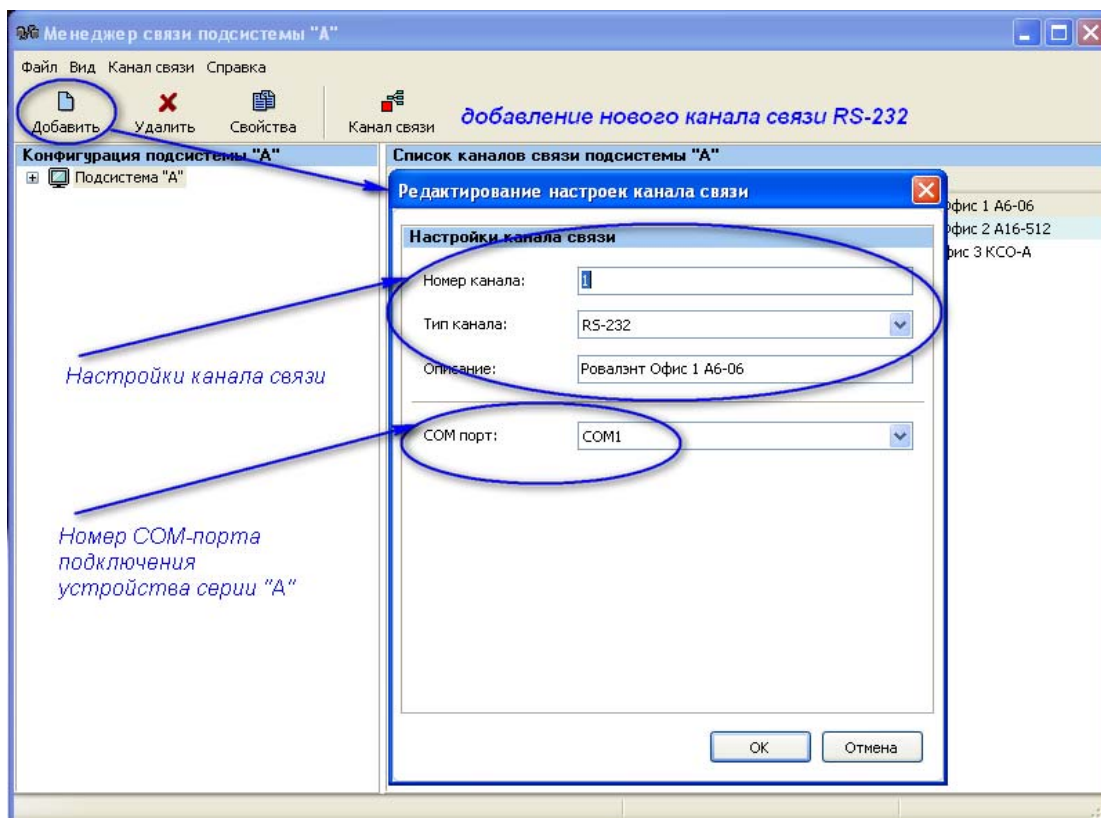 Менеджер связи подсистемы "А"
Файл Вид Канал связи Справка
Добавить Удалить Свойства Канал связи
добавление нового канала связи RS-232
Конфигурация подсистемы "А"
Подсистема "А"
Список каналов связи подсистемы "А"
Редактирование настроек канала связи
Офис 1 А6-06
Офис 2 А16-512
фис 3 КСО-А
Настройки канала связи
Номер канала: 1
Тип канала: RS-232
Описание: Ровалэнт Офис 1 А6-06
COM порт: COM1
Настройки канала связи
Номер COM-порта
подключения
устройства серии "А"
OK Отмена